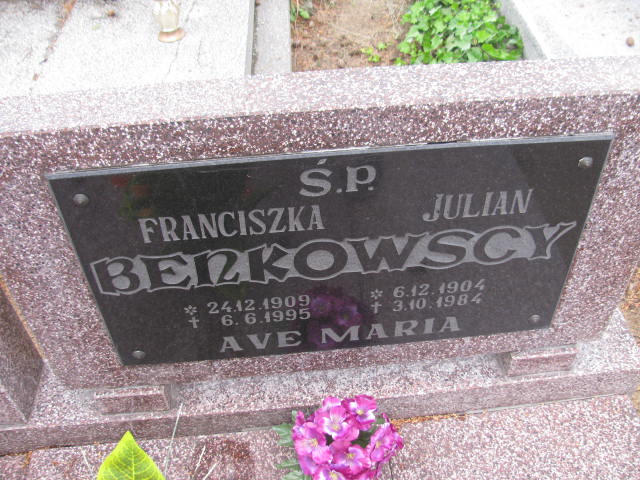 Ś.P.
FRANCISZKA JULIAN
BEŃKOWSCY
* 24.12.1909 * 6.12.1904
✝ 6.6.1995 ✝ 3.10.1984
AVE MARIA